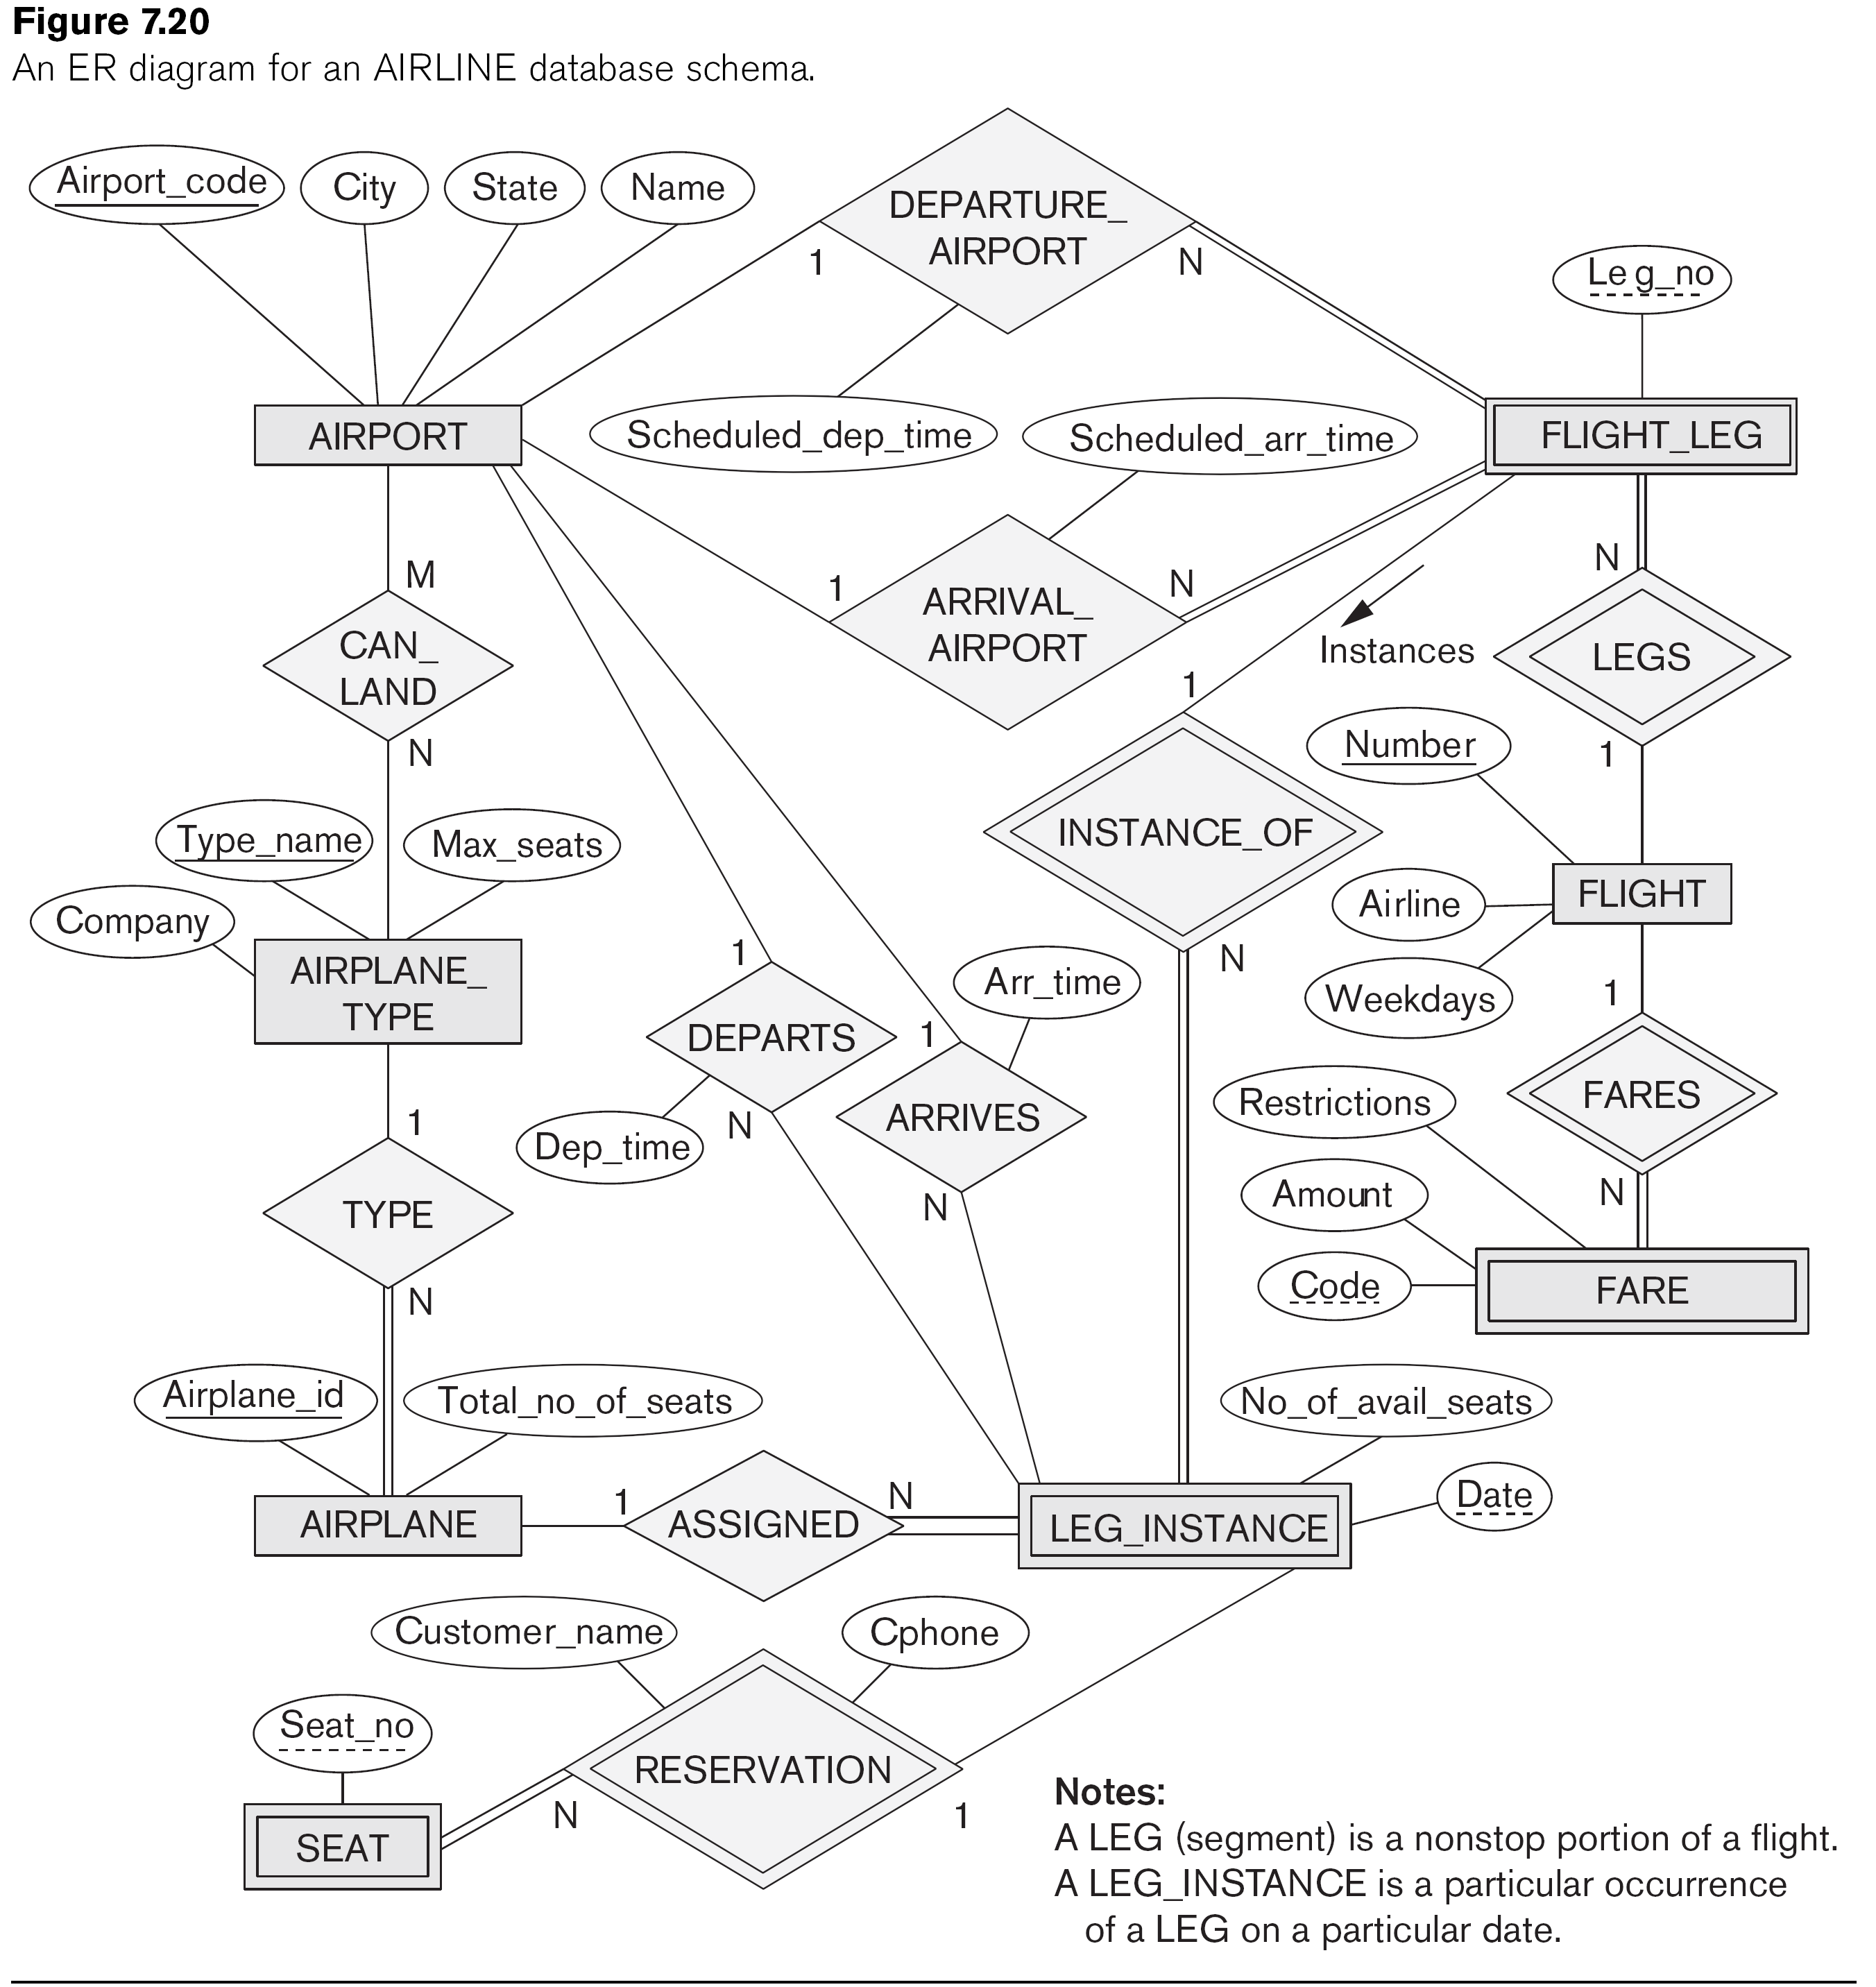 Figure 7.20
An ER diagram for an AIRLINE database schema.
Airport_code
City
State
Name
DEPARTURE_
AIRPORT
1
N
Leg_no
AIRPORT
Scheduled_dep_time
Scheduled_arr_time
FLIGHT_LEG
M
1
N
N
CAN_
LAND
ARRIVAL_
AIRPORT
Instances
LEGS
1
N
Number
1
Type_name
Max_seats
INSTANCE_OF
Company
Airline
FLIGHT
AIRPLANE_
TYPE
1
N
Arr_time
Weekdays
1
DEPARTS
1
ARRIVES
Restrictions
FARES
1
N
Dep_time
TYPE
N
Amount
N
N
Code
FARE
Airplane_id
Total_no_of_seats
No_of_avail_seats
AIRPLANE
1
ASSIGNED
N
LEG_INSTANCE
Date
Customer_name
Cphone
Seat_no
RESERVATION
SEAT
N
1
Notes:
A LEG (segment) is a nonstop portion of a flight.
A LEG_INSTANCE is a particular occurrence
of a LEG on a particular date.